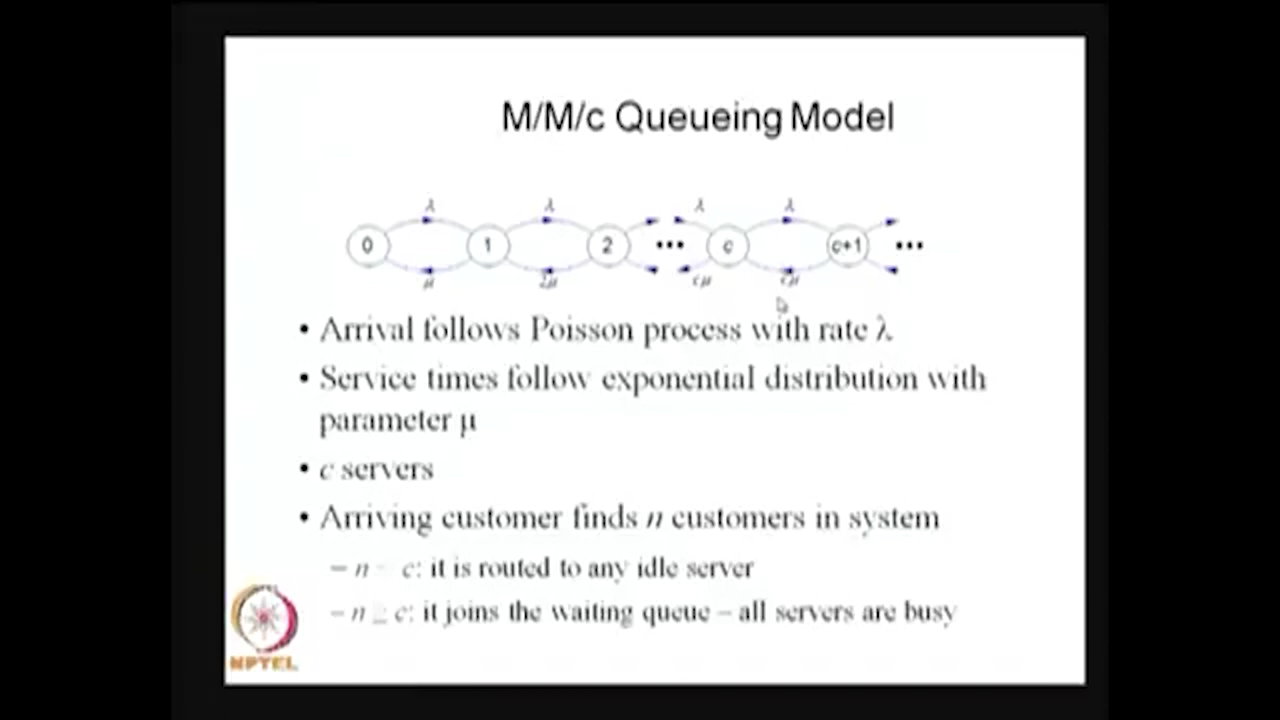 M/M/c Queueing Model
λ λ λ λ
0 1 2 ••• c c+1 •••
μ 2μ cμ cμ
• Arrival follows Poisson process with rate λ
• Service times follow exponential distribution with
parameter μ
• c servers
• Arriving customer finds n customers in system
– n c: it is routed to any idle server
– n ≥ c: it joins the waiting queue – all servers are busy
NPTEL